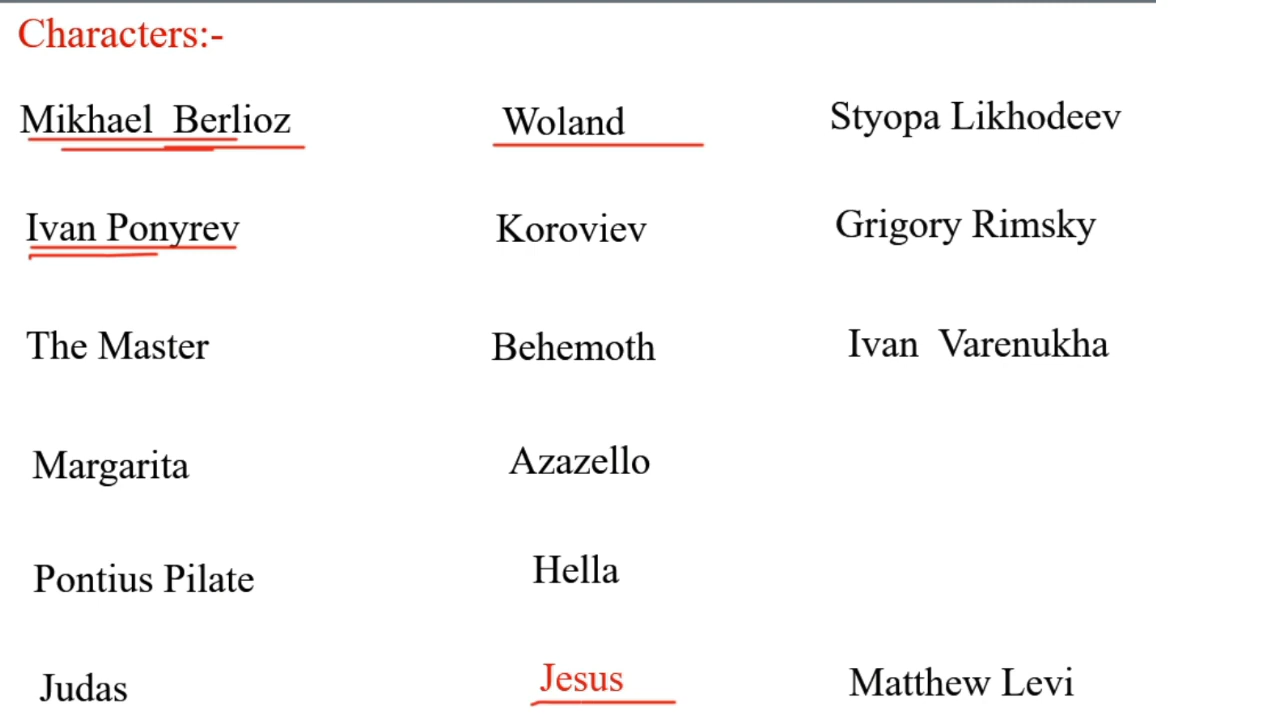 Characters:-
Mikhael Berlioz Woland Styopa Likhodeev
Ivan Ponyrev Koroviev Grigory Rimsky
The Master Behemoth Ivan Varenukha
Margarita Azazello
Pontius Pilate Hella
Judas Jesus Matthew Levi